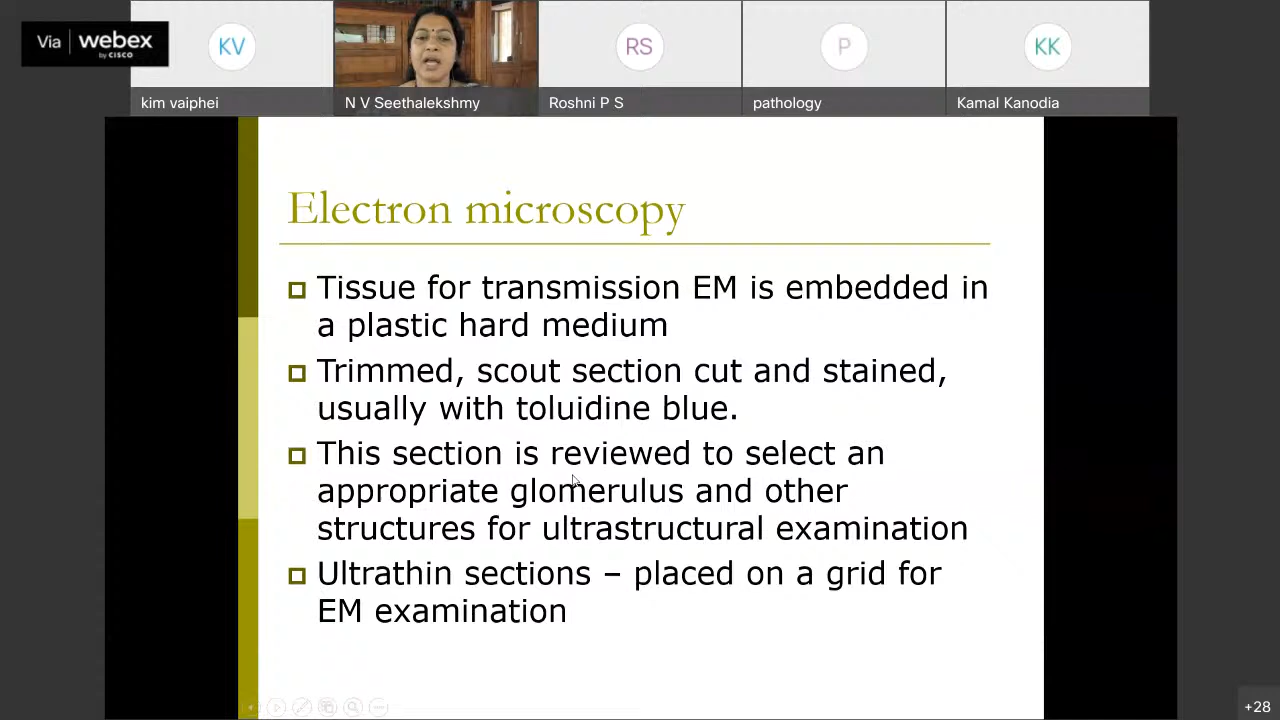 Via webex
by CISCO
KV
RS
P
KK
kim vaiphei
N V Seethalekshmy
Roshni P S
pathology
Kamal Kanodia
Electron microscopy
Tissue for transmission EM is embedded in
a plastic hard medium
Trimmed, scout section cut and stained,
usually with toluidine blue.
This section is reviewed to select an
appropriate glomerulus and other
structures for ultrastructural examination
Ultrathin sections – placed on a grid for
EM examination
+28